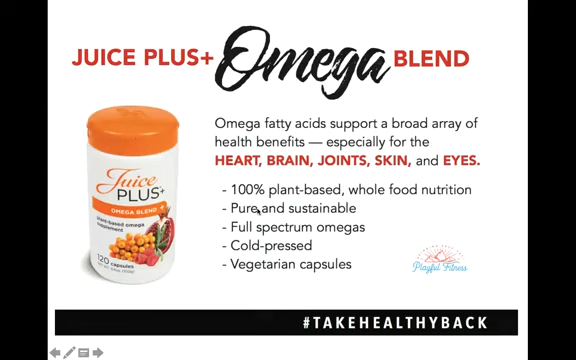 JUICE PLUS+ Omega BLEND
Omega fatty acids support a broad array of
health benefits — especially for the
HEART, BRAIN, JOINTS, SKIN, and EYES.
- 100% plant-based, whole food nutrition
- Pure and sustainable
- Full spectrum omegas
- Cold-pressed
- Vegetarian capsules
Juice
PLUS+
OMEGA BLEND
plant-based omega
supplement
120 capsules
Playful Fitness
#TAKEHEALTHYBACK